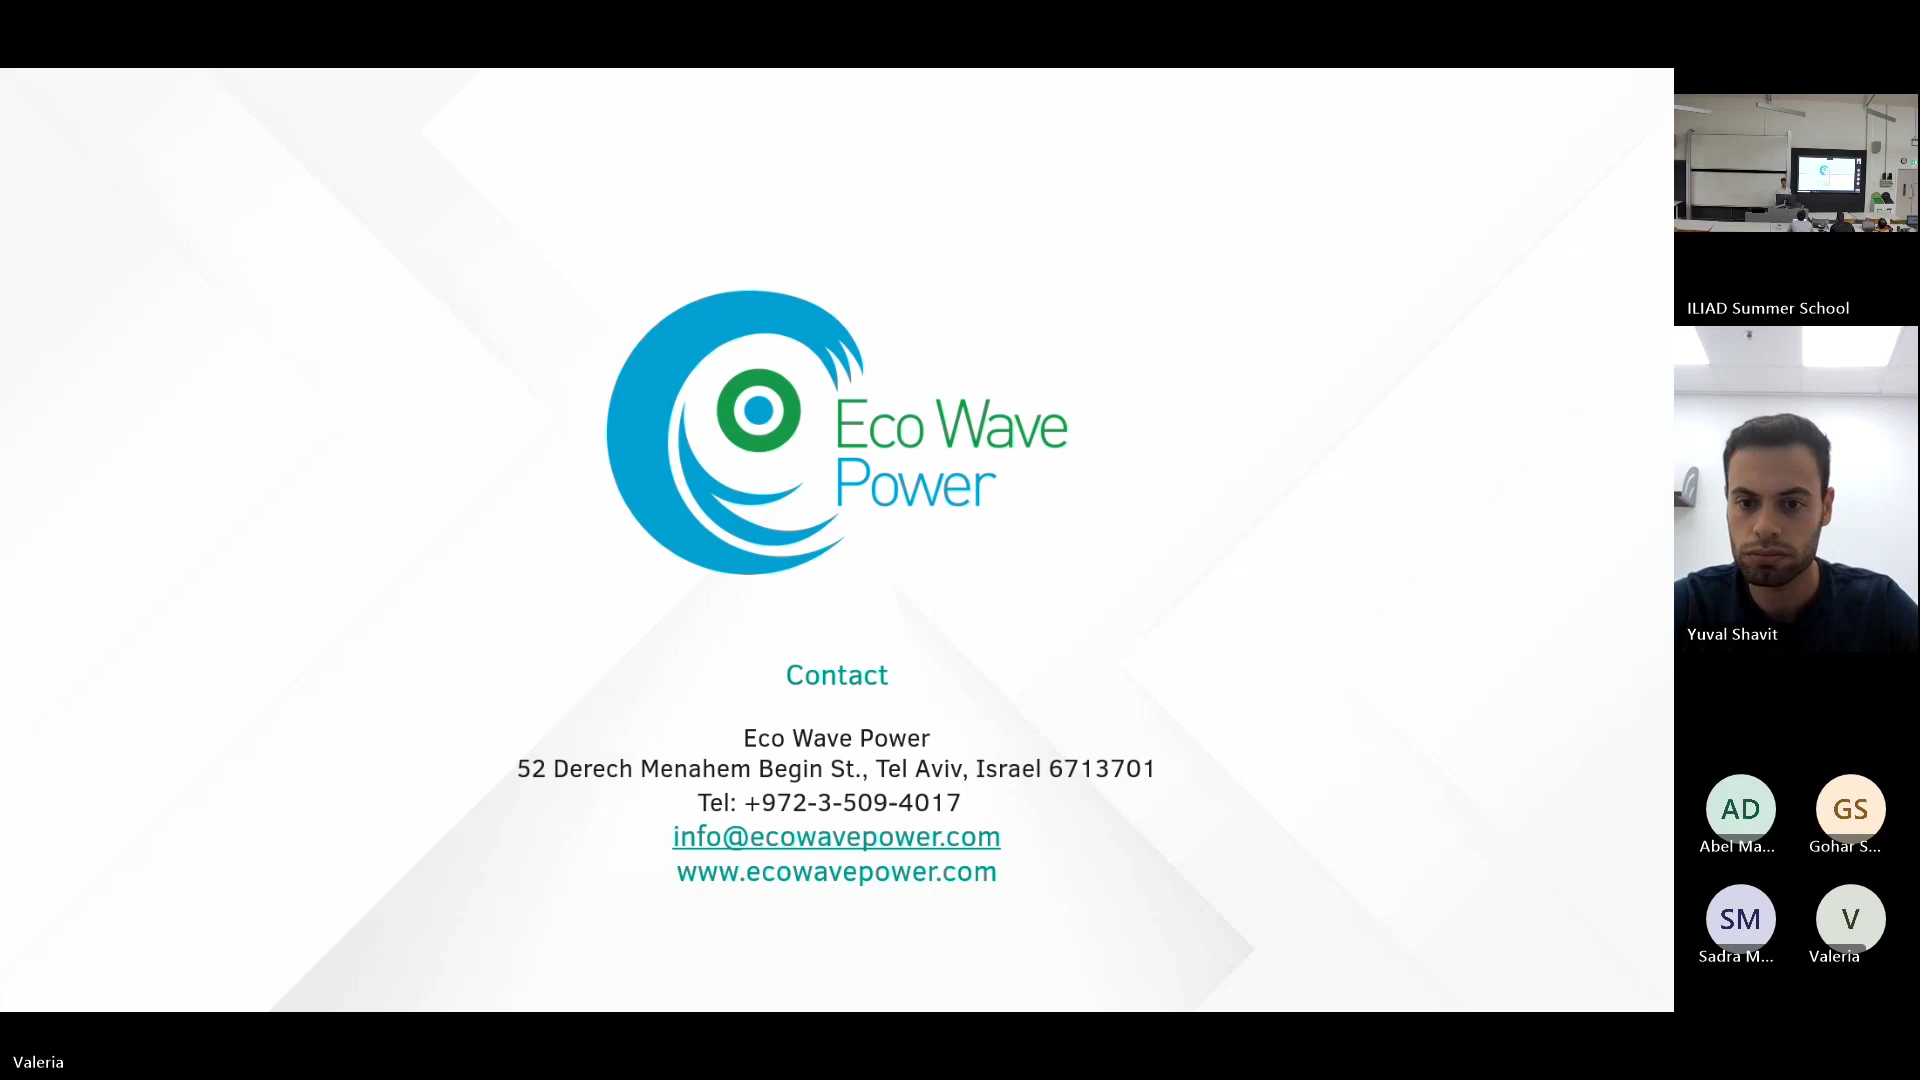 Eco Wave
Power
Contact
Eco Wave Power
52 Derech Menahem Begin St., Tel Aviv, Israel 6713701
Tel: +972-3-509-4017
info@ecowavepower.com
www.ecowavepower.com
ILIAD Summer School
Yuval Shavit
AD
GS
Abel Ma...
Gohar S...
SM
V
Sadra M...
Valeria
Valeria